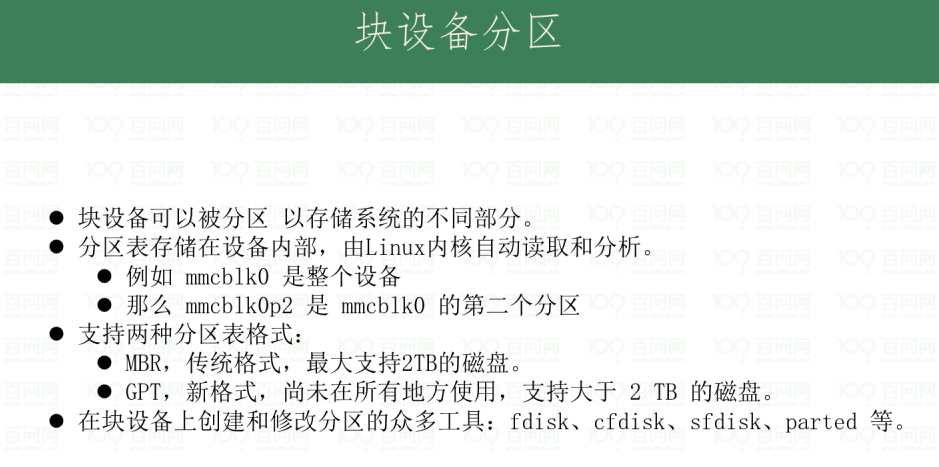 块设备分区
● 块设备可以被分区 以存储系统的不同部分。
● 分区表存储在设备内部，由Linux内核自动读取和分析。
● 例如 mmcblk0 是整个设备
● 那么 mmcblk0p2 是 mmcblk0 的第二个分区
● 支持两种分区表格式：
● MBR，传统格式，最大支持2TB的磁盘。
● GPT，新格式，尚未在所有地方使用，支持大于 2 TB 的磁盘。
● 在块设备上创建和修改分区的众多工具：fdisk、cfdisk、sfdisk、parted 等。